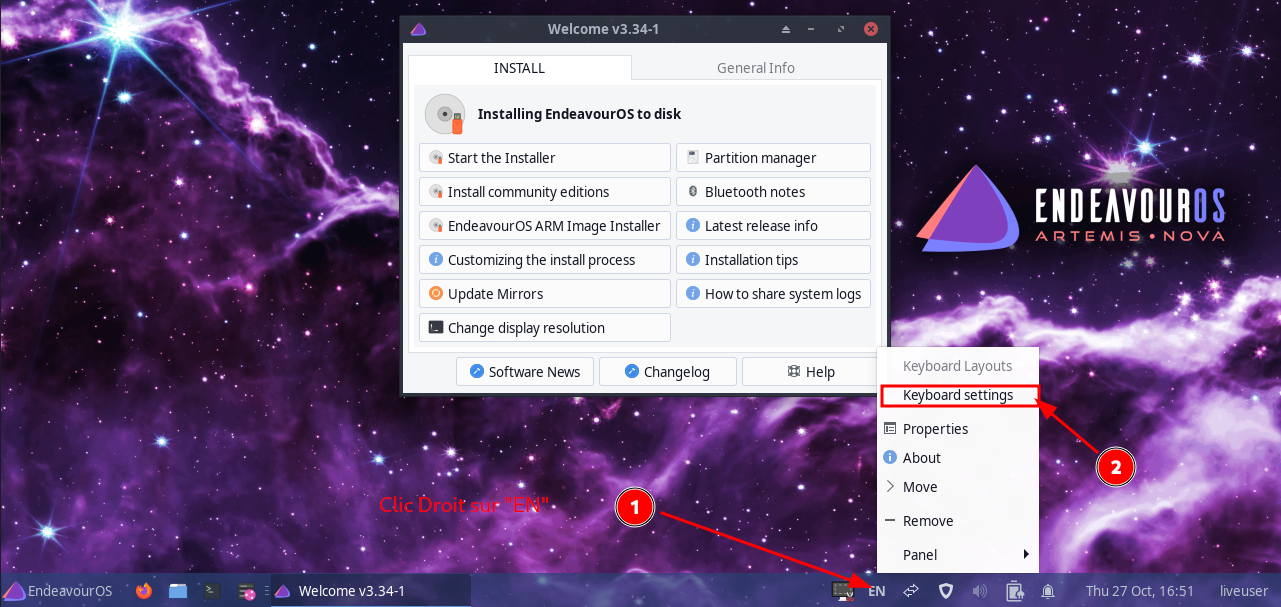 Welcome v3.34-1
INSTALL
General Info
Installing EndeavourOS to disk
Start the Installer
Partition manager
Install community editions
Bluetooth notes
EndeavourOS ARM Image Installer
Latest release info
Customizing the install process
Installation tips
Update Mirrors
How to share system logs
Change display resolution
Software News
Changelog
Help
ENDEAVOUROS
ARTEMIS • NOVA
Keyboard Layouts
Keyboard settings
Properties
About
Move
Remove
Panel
2
Clic Droit sur "EN"
1
EndeavourOS
Welcome v3.34-1
EN
Thu 27 Oct, 16:51
liveuser